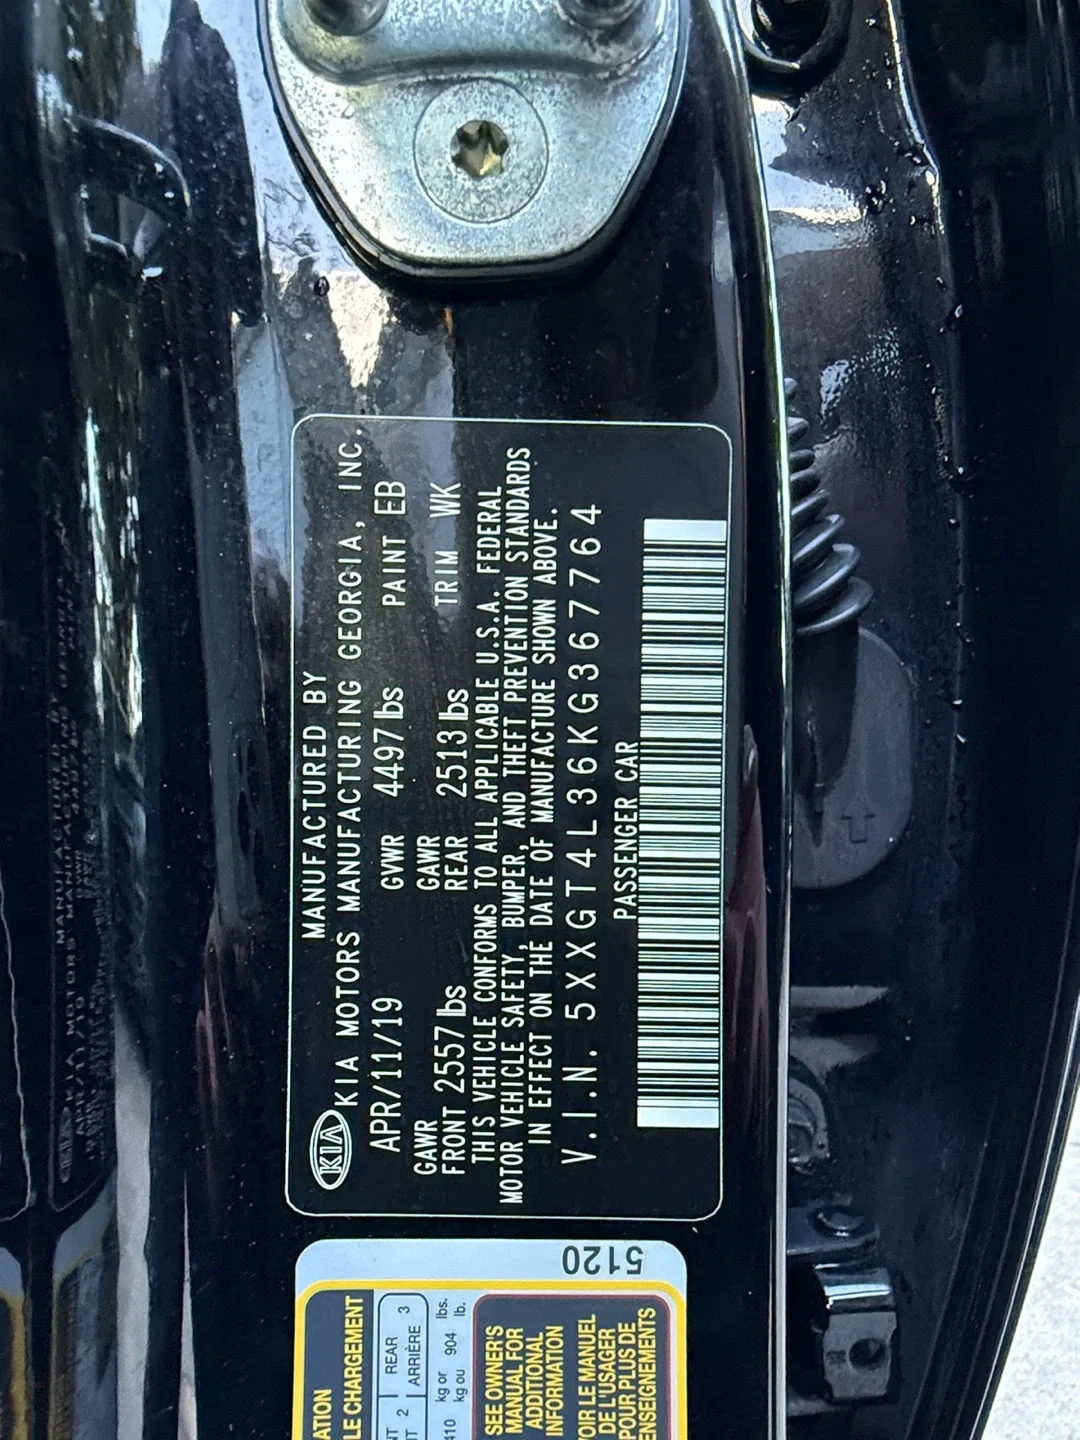 KIA
MANUFACTURED BY
KIA MOTORS MANUFACTURING GEORGIA, INC.
APR/11/19 GVWR 4497 lbs PAINT EB
GAWR GAWR
FRONT 2557 lbs REAR 2513 lbs TRIM WK
THIS VEHICLE CONFORMS TO ALL APPLICABLE U.S.A. FEDERAL
MOTOR VEHICLE SAFETY, BUMPER, AND THEFT PREVENTION STANDARDS
IN EFFECT ON THE DATE OF MANUFACTURE SHOWN ABOVE.
V.I.N. 5XXGT4L36KG367764
PASSENGER CAR
5120
LE CHARGEMENT
2 REAR 3
ARRIÈRE
410 kg or 904 lbs.
kg ou lb.
SEE OWNER'S
MANUAL FOR
ADDITIONAL
INFORMATION
VOIR LE MANUEL
DE L'USAGER
POUR PLUS DE
RENSEIGNEMENTS